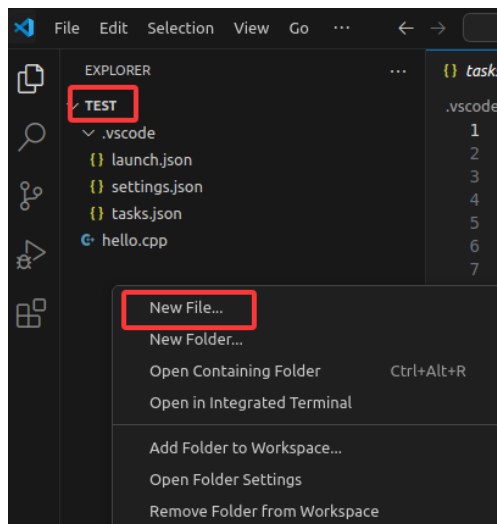 File Edit Selection View Go ...
EXPLORER ...
{} task
TEST
.vscode
.vscode
{} launch.json
{} settings.json
{} tasks.json
hello.cpp
1
2
3
4
5
6
7
New File...
New Folder...
Open Containing Folder Ctrl+Alt+R
Open in Integrated Terminal
Add Folder to Workspace...
Open Folder Settings
Remove Folder from Workspace